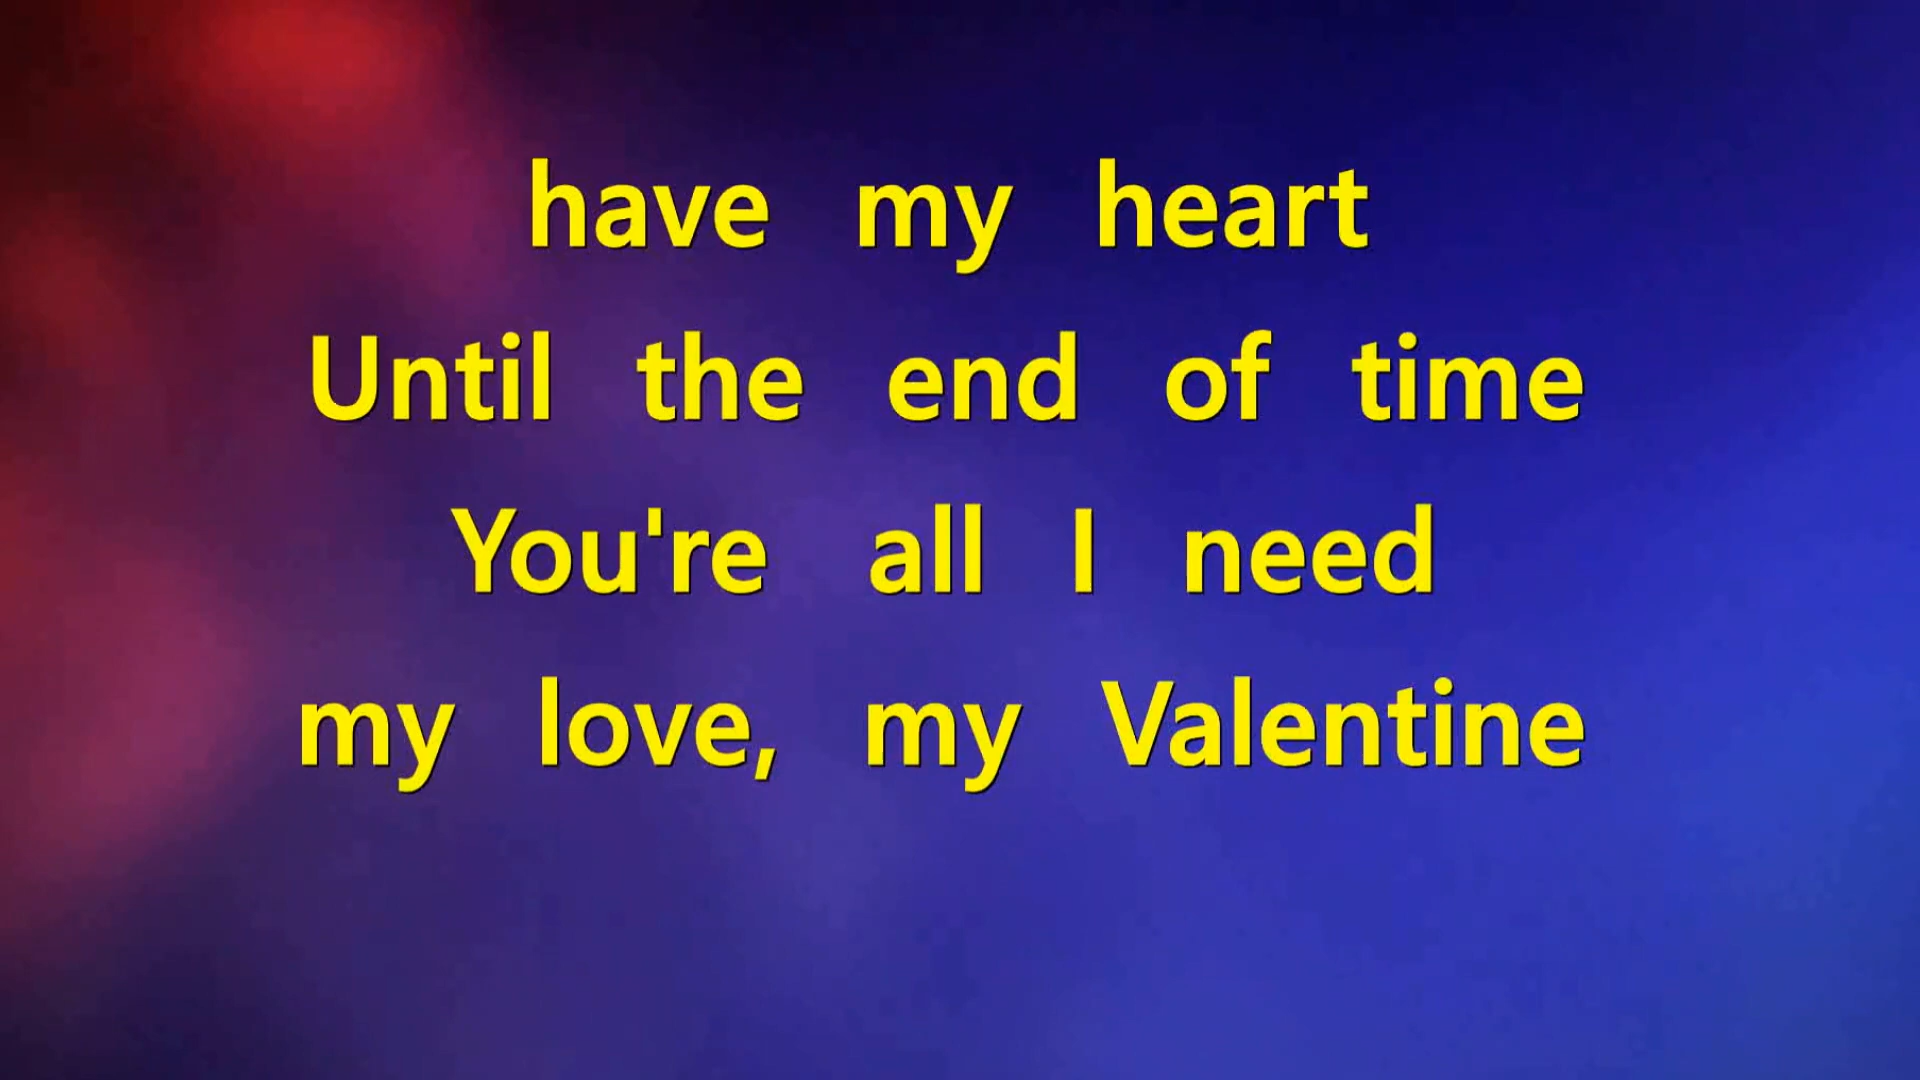 have my heart
Until the end of time
You're all I need
my love, my Valentine